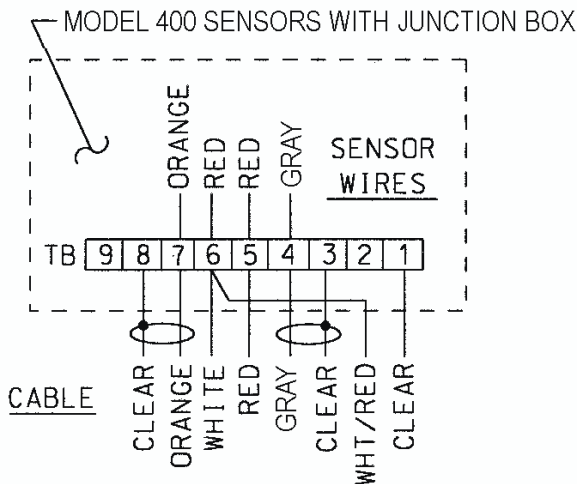 MODEL 400 SENSORS WITH JUNCTION BOX
ORANGE
RED
RED
GRAY
SENSOR
WIRES
TB 9 8 7 6 5 4 3 2 1
CABLE
CLEAR
ORANGE
WHITE
RED
GRAY
CLEAR
WHT/RED
CLEAR